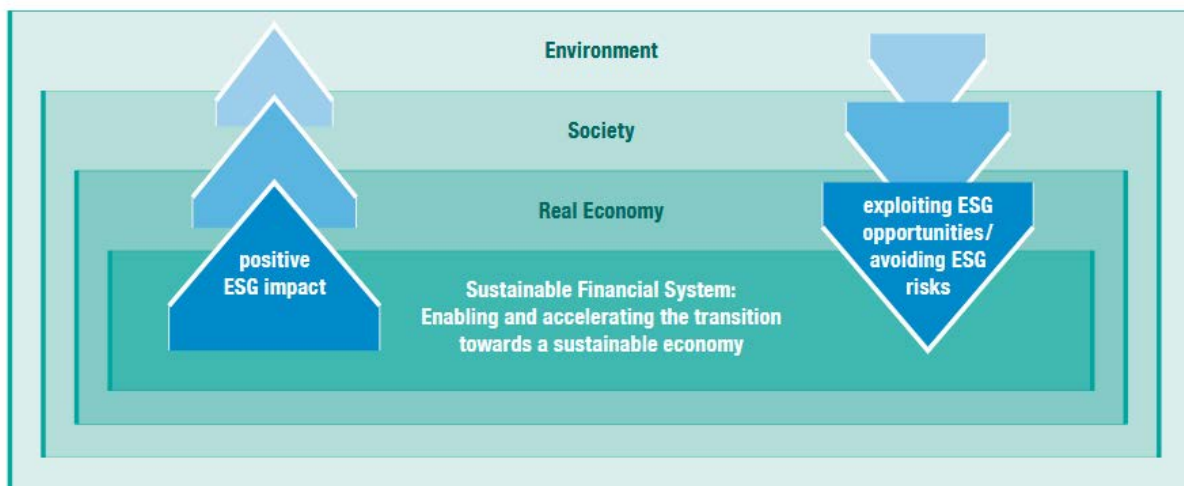 Environment
Society
Real Economy
positive
ESG impact
Sustainable Financial System:
Enabling and accelerating the transition
towards a sustainable economy
exploiting ESG
opportunities/
avoiding ESG
risks